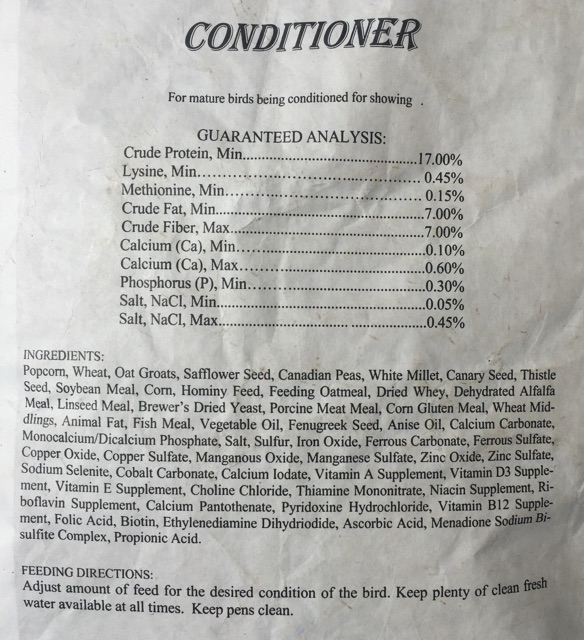 CONDITIONER
For mature birds being conditioned for showing .
GUARANTEED ANALYSIS:
Crude Protein, Min............................................17.00%
Lysine, Min...................................................... 0.45%
Methionine, Min............................................... 0.15%
Crude Fat, Min..................................................7.00%
Crude Fiber, Max..............................................7.00%
Calcium (Ca), Min.............................................0.10%
Calcium (Ca), Max............................................0.60%
Phosphorus (P), Min..........................................0.30%
Salt, NaCl, Min.................................................0.05%
Salt, NaCl, Max............................. ..................0.45%
INGREDIENTS:
Popcorn, Wheat, Oat Groats, Safflower Seed, Canadian Peas, White Millet, Canary Seed, Thistle
Seed, Soybean Meal, Corn, Hominy Feed, Feeding Oatmeal, Dried Whey, Dehydrated Alfalfa
Meal, Linseed Meal, Brewer's Dried Yeast, Porcine Meat Meal, Corn Gluten Meal, Wheat Mid-
dlings, Animal Fat, Fish Meal, Vegetable Oil, Fenugreek Seed, Anise Oil, Calcium Carbonate,
Monocalcium/Dicalcium Phosphate, Salt, Sulfur, Iron Oxide, Ferrous Carbonate, Ferrous Sulfate,
Copper Oxide, Copper Sulfate, Manganous Oxide, Manganese Sulfate, Zinc Oxide, Zinc Sulfate,
Sodium Selenite, Cobalt Carbonate, Calcium Iodate, Vitamin A Supplement, Vitamin D3 Supple-
ment, Vitamin E Supplement, Choline Chloride, Thiamine Mononitrate, Niacin Supplement, Ri-
boflavin Supplement, Calcium Pantothenate, Pyridoxine Hydrochloride, Vitamin B12 Supple-
ment, Folic Acid, Biotin, Ethylenediamine Dihydriodide, Ascorbic Acid, Menadione Sodium Bi-
sulfite Complex, Propionic Acid.
FEEDING DIRECTIONS:
Adjust amount of feed for the desired condition of the bird. Keep plenty of clean fresh
water available at all times. Keep pens clean.